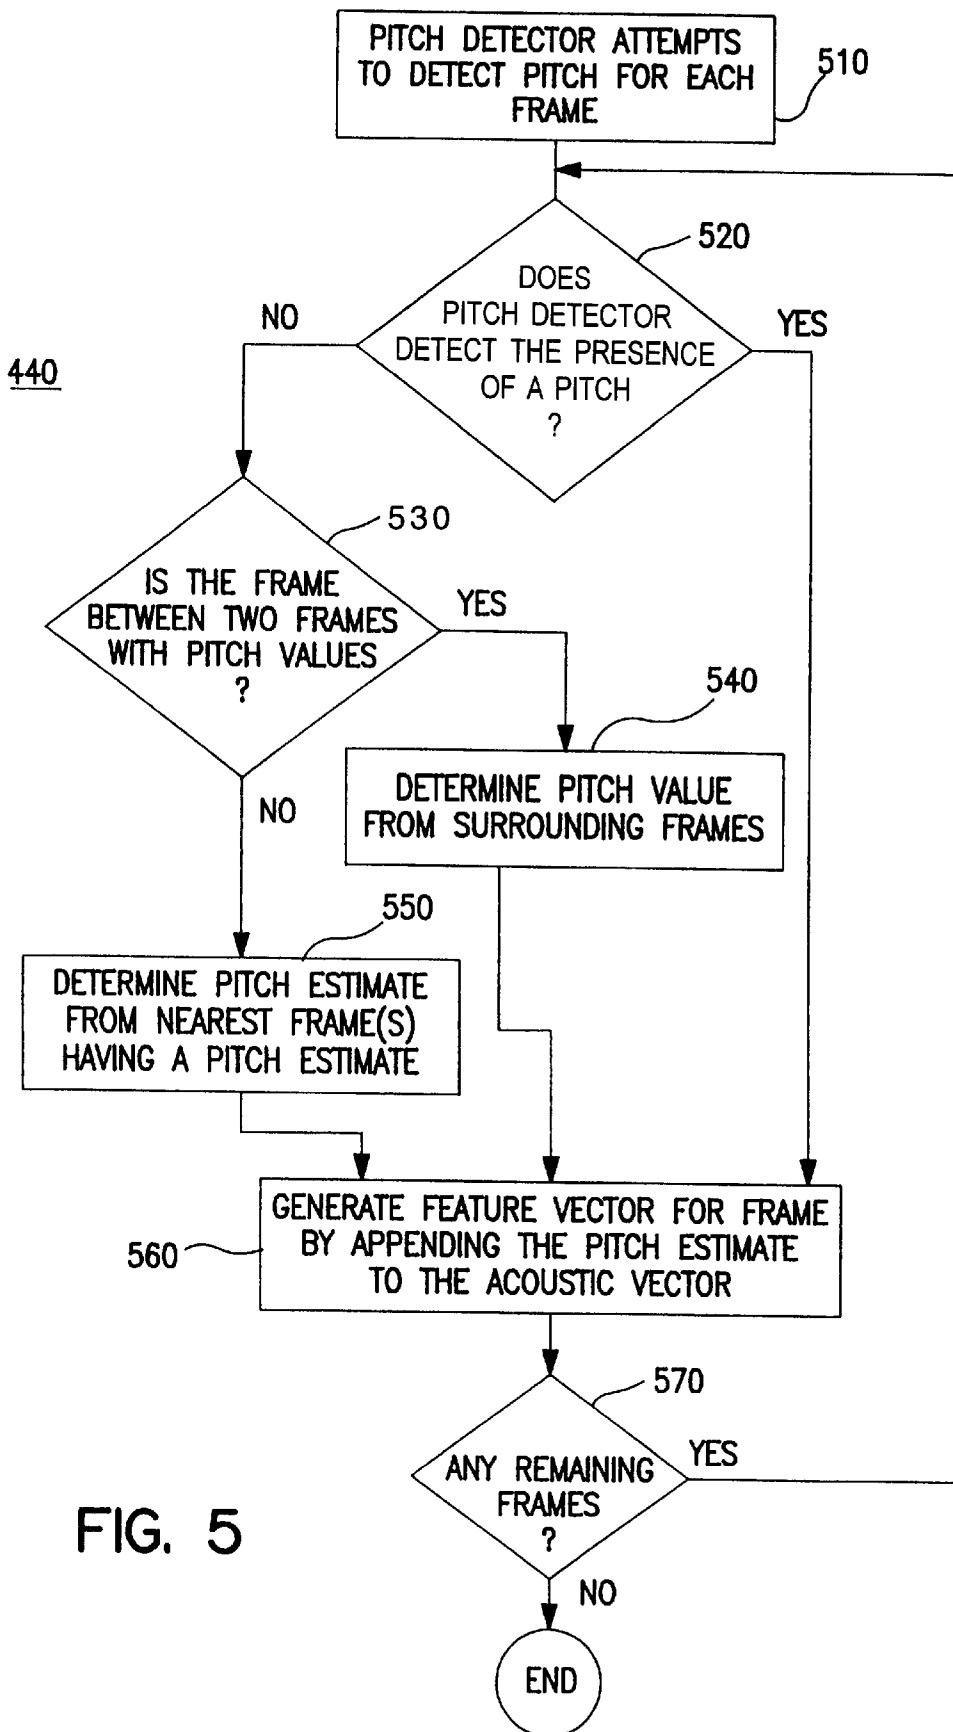 PITCH DETECTOR ATTEMPTS
TO DETECT PITCH FOR EACH
FRAME
510
520
DOES
PITCH DETECTOR
DETECT THE PRESENCE
OF A PITCH
?
NO
YES
440
530
IS THE FRAME
BETWEEN TWO FRAMES
WITH PITCH VALUES
?
YES
540
NO
DETERMINE PITCH VALUE
FROM SURROUNDING FRAMES
550
DETERMINE PITCH ESTIMATE
FROM NEAREST FRAME(S)
HAVING A PITCH ESTIMATE
GENERATE FEATURE VECTOR FOR FRAME
BY APPENDING THE PITCH ESTIMATE
TO THE ACOUSTIC VECTOR
560
570
ANY REMAINING
FRAMES
?
YES
FIG. 5
NO
END